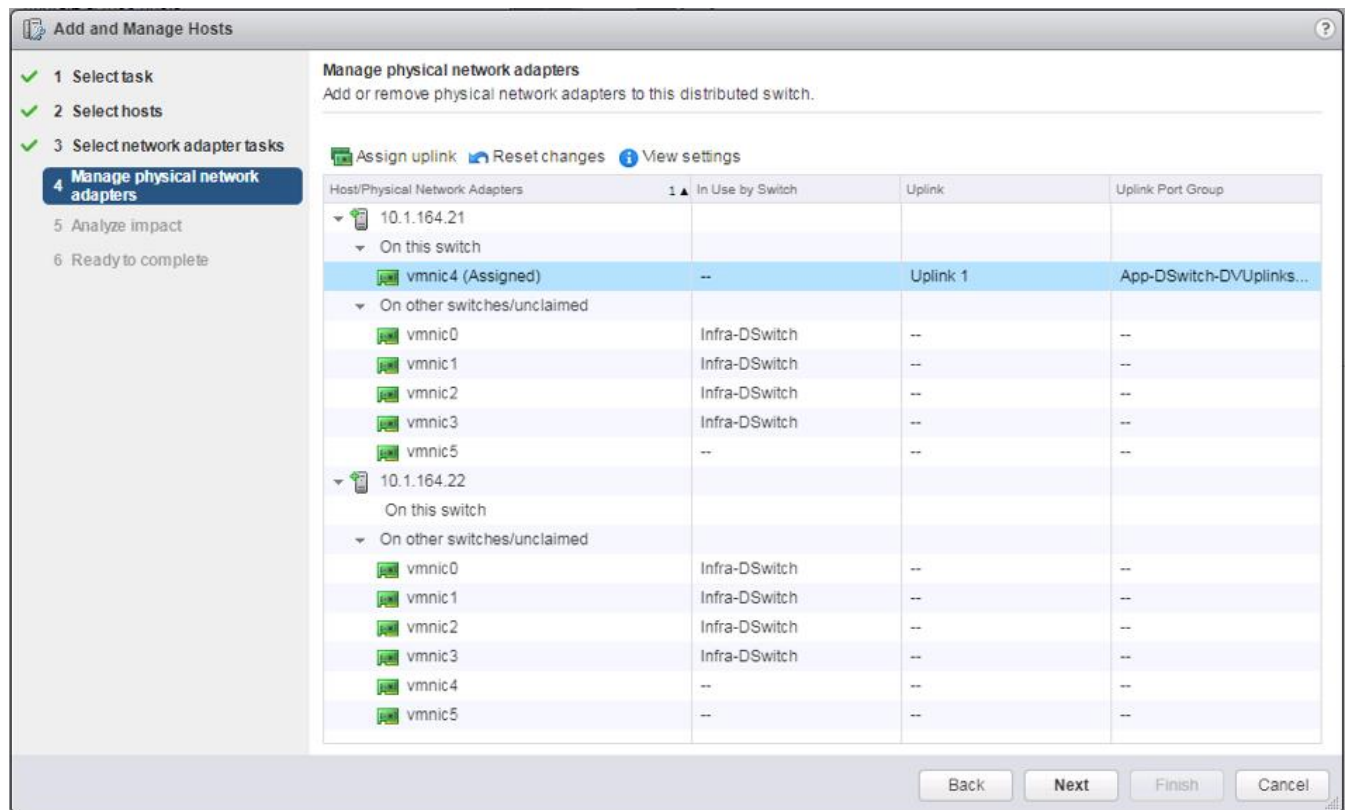 Add and Manage Hosts
?
1 Select task
2 Select hosts
3 Select network adapter tasks
4 Manage physical network
adapters
5 Analyze impact
6 Ready to complete
Manage physical network adapters
Add or remove physical network adapters to this distributed switch.
Assign uplink Reset changes View settings
Host/Physical Network Adapters 1 ▲ In Use by Switch Uplink Uplink Port Group
10.1.164.21
On this switch
vmnic4 (Assigned) -- Uplink 1 App-DSwitch-DVUplinks...
On other switches/unclaimed
vmnic0 Infra-DSwitch -- --
vmnic1 Infra-DSwitch -- --
vmnic2 Infra-DSwitch -- --
vmnic3 Infra-DSwitch -- --
vmnic5 -- -- --
10.1.164.22
On this switch
On other switches/unclaimed
vmnic0 Infra-DSwitch -- --
vmnic1 Infra-DSwitch -- --
vmnic2 Infra-DSwitch -- --
vmnic3 Infra-DSwitch -- --
vmnic4 -- -- --
vmnic5 -- -- --
Back Next Finish Cancel